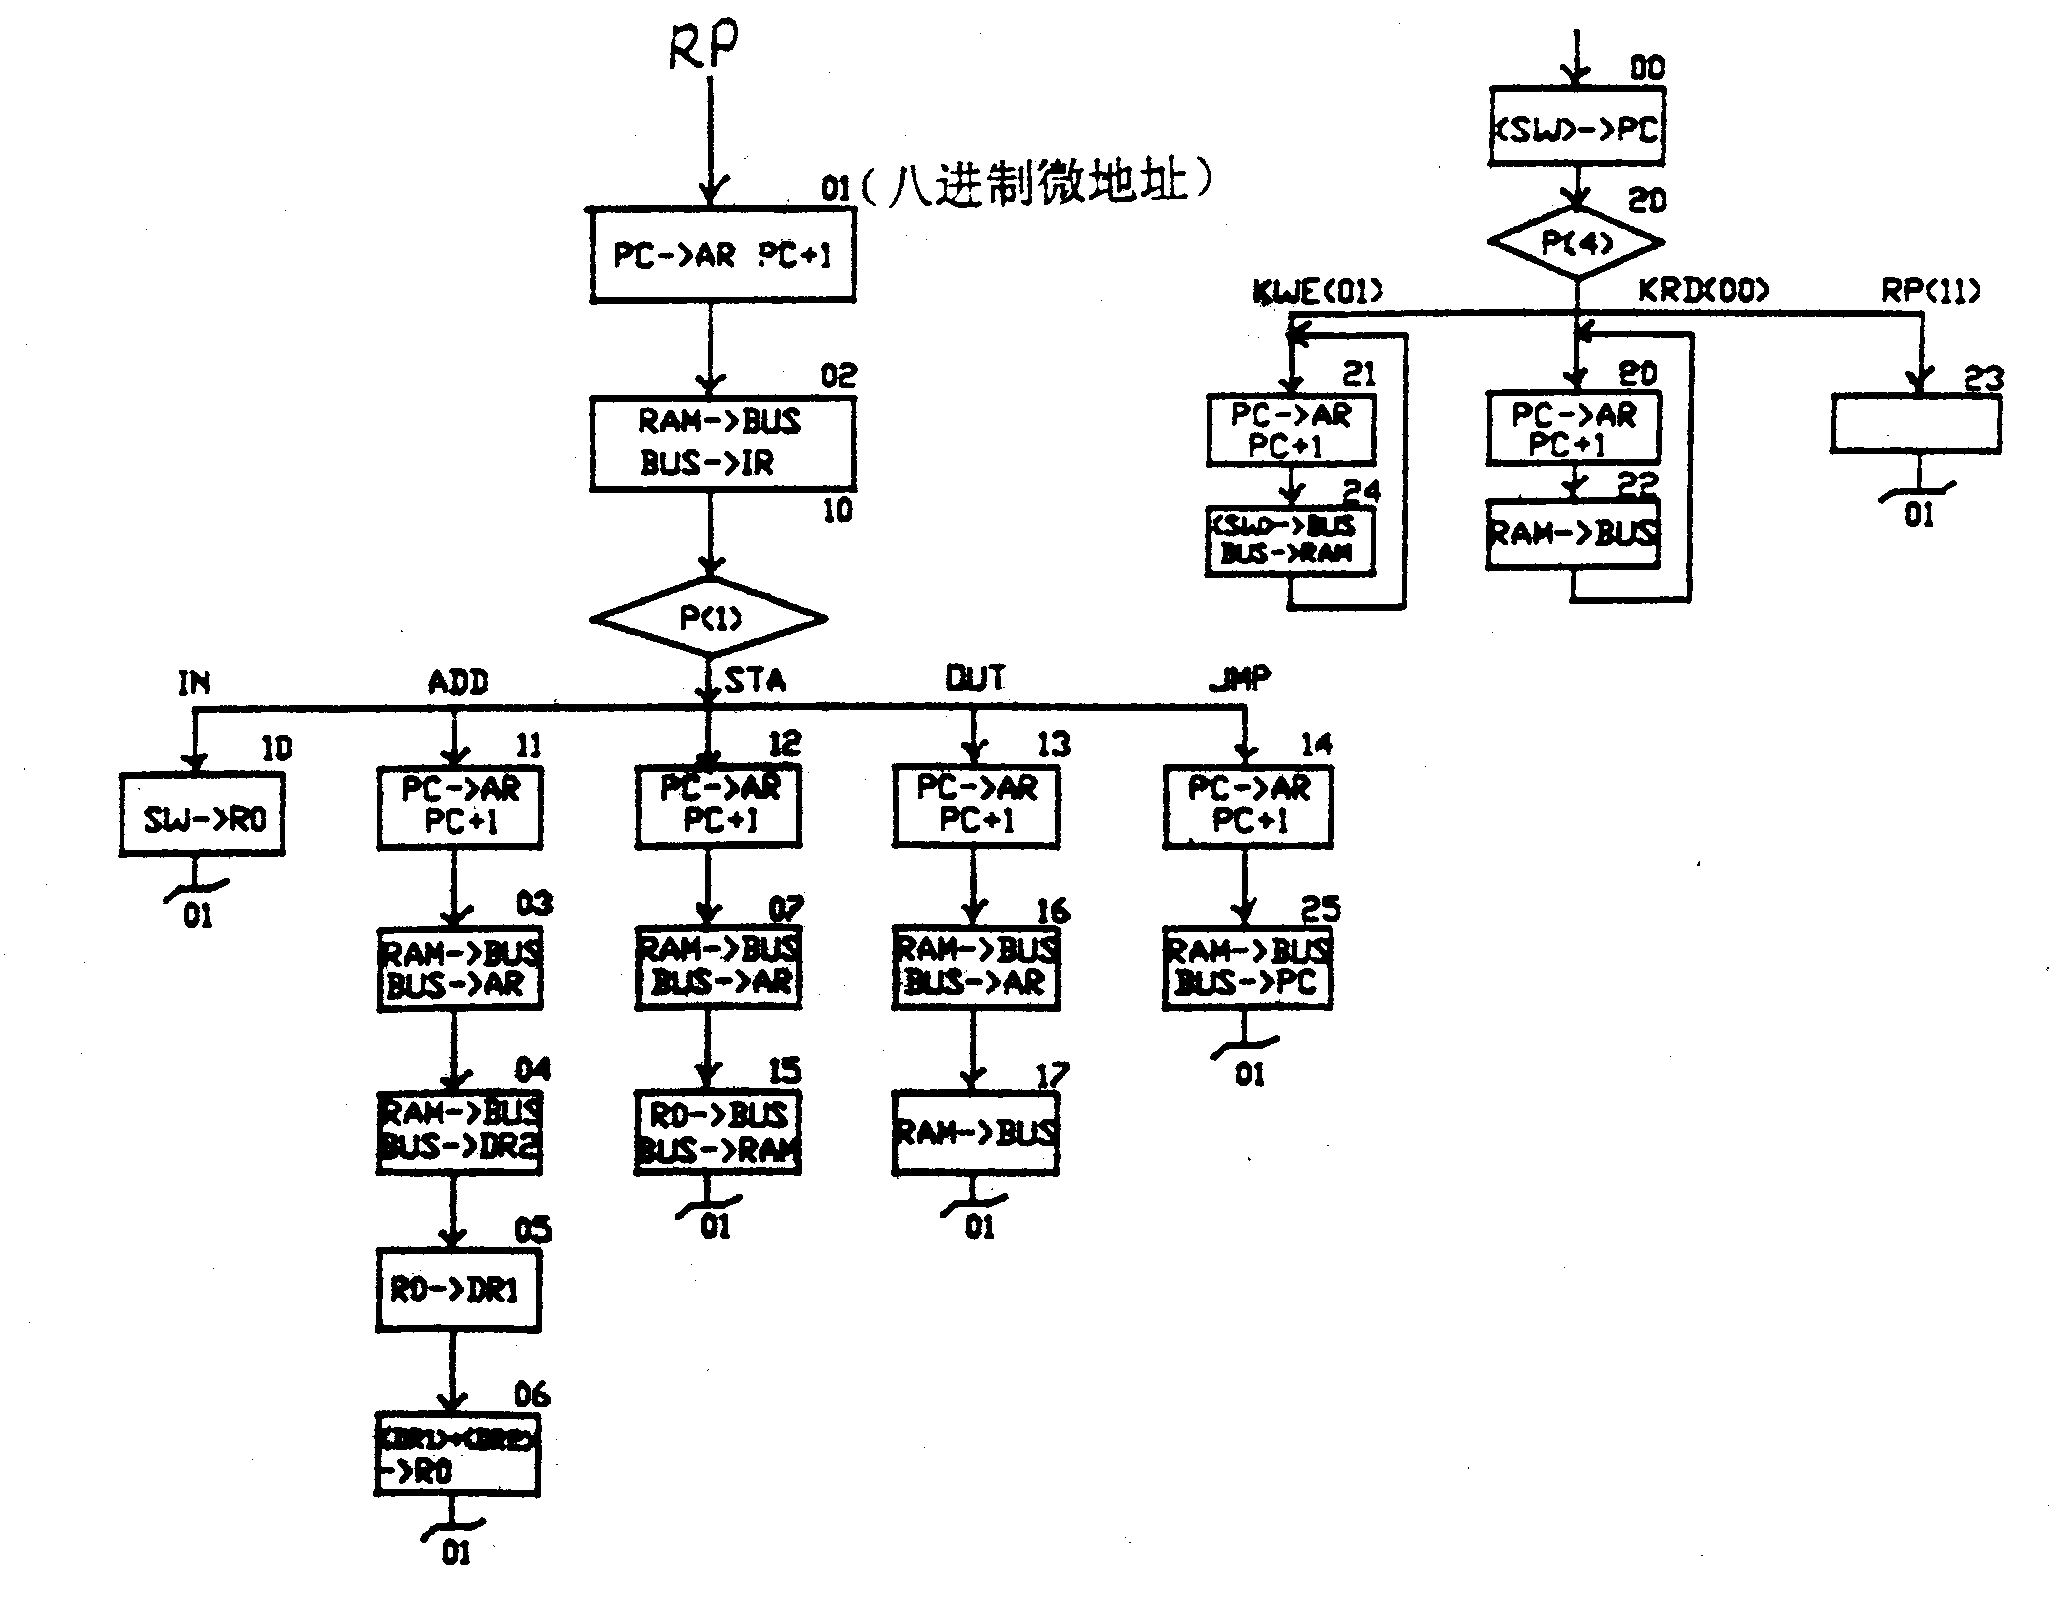 RP
01(八进制微地址)
PC->AR PC+1
02
RAM->BUS
BUS->IR
10
P(1)
IN
ADD
STA
OUT
JMP
10
SW->R0
01
11
PC->AR
PC+1
03
RAM->BUS
BUS->AR
04
RAM->BUS
BUS->DR2
05
R0->DR1
06
(DR1)+(DR2)
->R0
01
12
PC->AR
PC+1
07
RAM->BUS
BUS->AR
15
R0->BUS
BUS->RAM
01
13
PC->AR
PC+1
16
RAM->BUS
BUS->AR
17
RAM->BUS
01
14
PC->AR
PC+1
25
RAM->BUS
BUS->PC
01
00
(SW)->PC
20
P(4)
KWE(01)
KRD(00)
RP(11)
21
PC->AR
PC+1
24
(SW)->BUS
BUS->RAM
20
PC->AR
PC+1
22
RAM->BUS
23
01